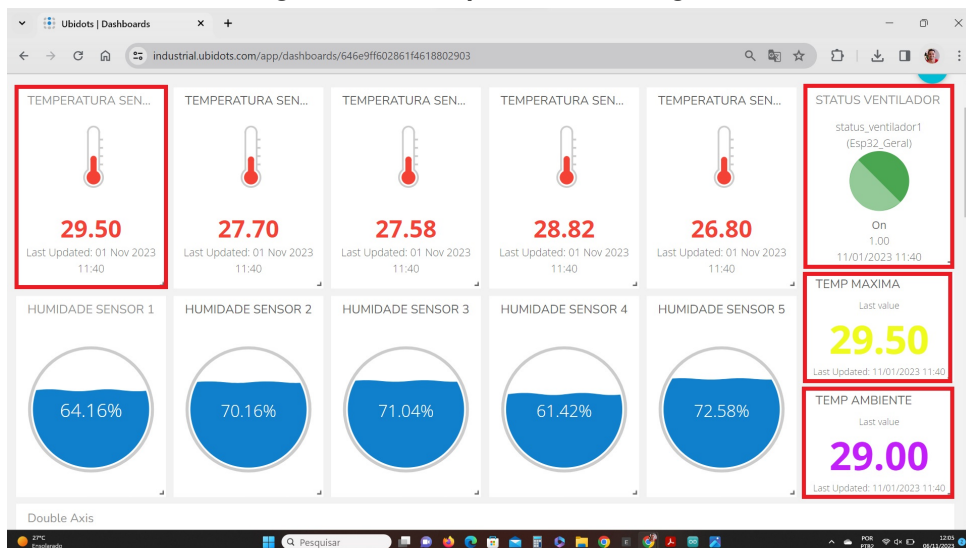 Ubidots | Dashboards
industrial.ubidots.com/app/dashboards/646e9ff602861f4618802903
TEMPERATURA SEN...
29.50
Last Updated: 01 Nov 2023
11:40
TEMPERATURA SEN...
27.70
Last Updated: 01 Nov 2023
11:40
TEMPERATURA SEN...
27.58
Last Updated: 01 Nov 2023
11:40
TEMPERATURA SEN...
28.82
Last Updated: 01 Nov 2023
11:40
TEMPERATURA SEN...
26.80
Last Updated: 01 Nov 2023
11:40
STATUS VENTILADOR
status_ventilador1
(Esp32_Geral)
On
1.00
11/01/2023 11:40
HUMIDADE SENSOR 1
64.16%
HUMIDADE SENSOR 2
70.16%
HUMIDADE SENSOR 3
71.04%
HUMIDADE SENSOR 4
61.42%
HUMIDADE SENSOR 5
72.58%
TEMP MAXIMA
Last value
29.50
Last Updated: 11/01/2023 11:40
TEMP AMBIENTE
Last value
29.00
Last Updated: 11/01/2023 11:40
Double Axis
27°C
Ensolarado
Pesquisar
POR
PTB2
12:05
06/11/2023